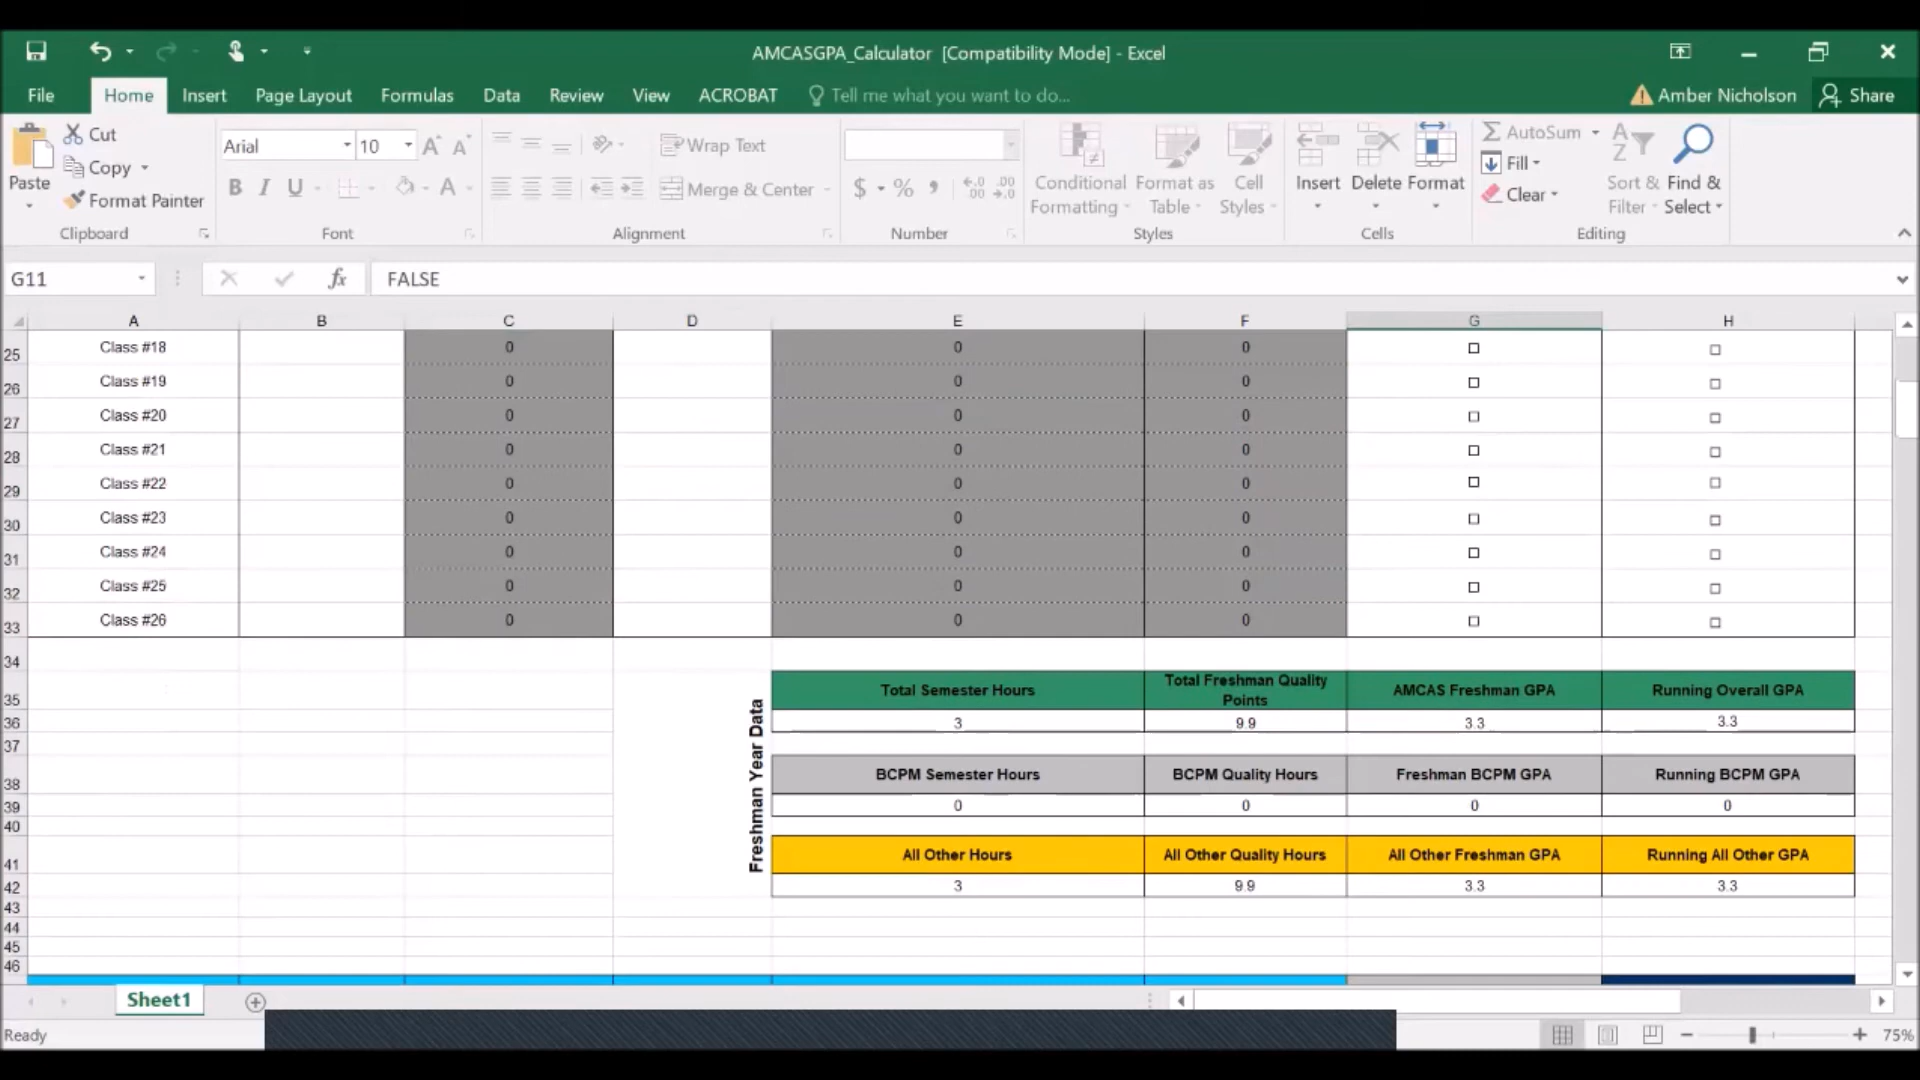 AMCASGPA_Calculator [Compatibility Mode] - Excel
File Home Insert Page Layout Formulas Data Review View ACROBAT Tell me what you want to do... Amber Nicholson Share
Paste
Cut
Copy
Format Painter
Clipboard
Arial 10
B I U A
Font
Wrap Text
Merge & Center
Alignment
$ % ,
Number
Conditional Formatting
Format as Table
Cell Styles
Styles
Insert Delete Format
Cells
AutoSum
Fill
Clear
Sort & Filter
Find & Select
Editing
G11 fx FALSE
A B C D E F G H
25 Class #18 0 0 0
26 Class #19 0 0 0
27 Class #20 0 0 0
28 Class #21 0 0 0
29 Class #22 0 0 0
30 Class #23 0 0 0
31 Class #24 0 0 0
32 Class #25 0 0 0
33 Class #26 0 0 0
34
Freshman Year Data
35 Total Semester Hours Total Freshman Quality Points AMCAS Freshman GPA Running Overall GPA
36 3 9.9 3.3 3.3
37
38 BCPM Semester Hours BCPM Quality Hours Freshman BCPM GPA Running BCPM GPA
39 0 0 0 0
40
41 All Other Hours All Other Quality Hours All Other Freshman GPA Running All Other GPA
42 3 9.9 3.3 3.3
43
44
45
46
Sheet1
Ready 75%